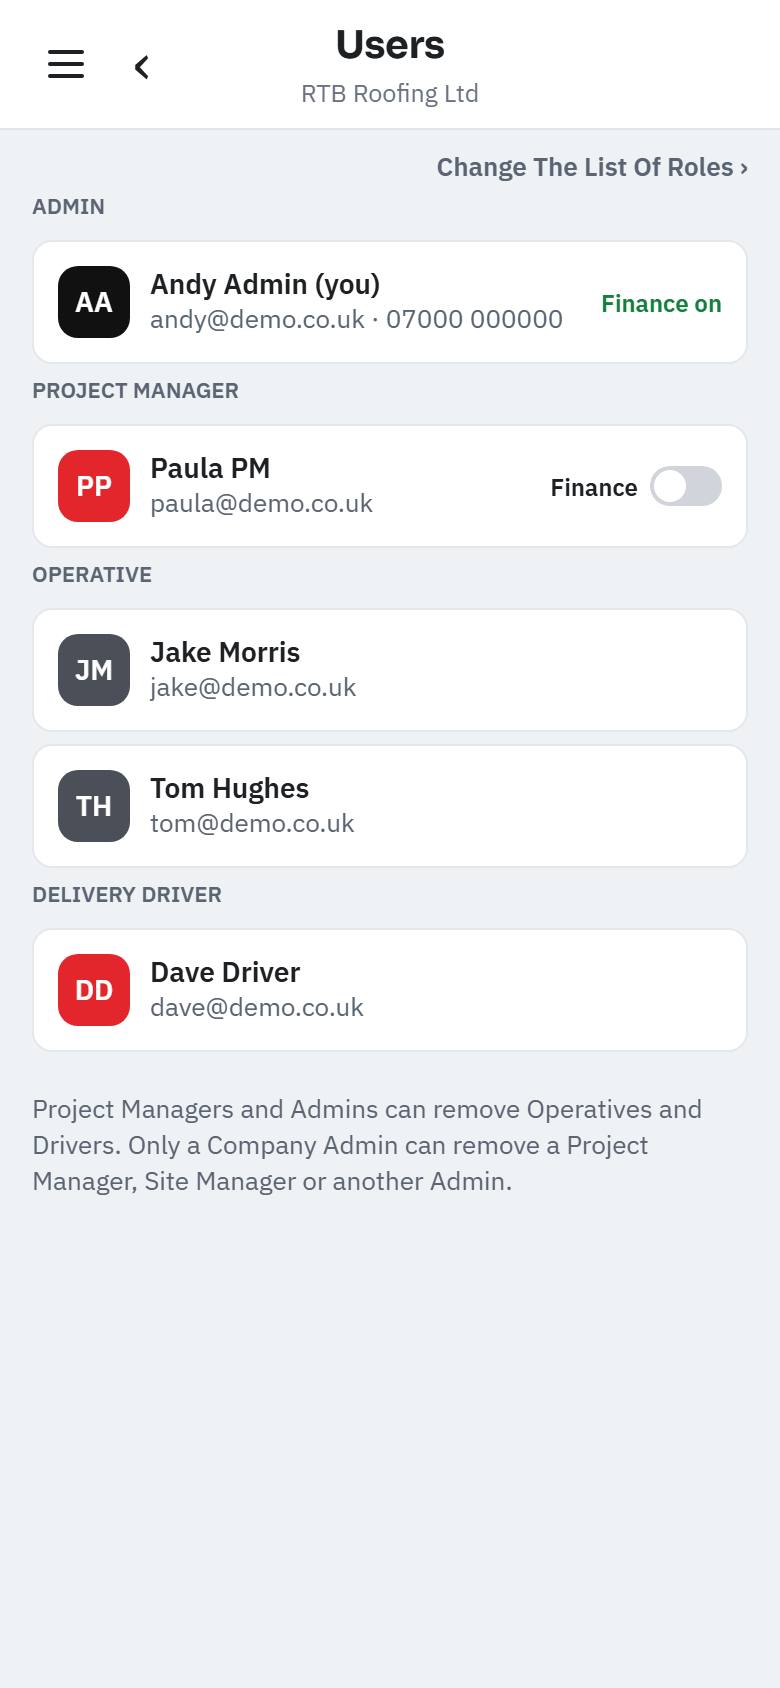 Users
RTB Roofing Ltd
Change The List Of Roles ›
ADMIN
AA
Andy Admin (you)
andy@demo.co.uk · 07000 000000
Finance on
PROJECT MANAGER
PP
Paula PM
paula@demo.co.uk
Finance
OPERATIVE
JM
Jake Morris
jake@demo.co.uk
TH
Tom Hughes
tom@demo.co.uk
DELIVERY DRIVER
DD
Dave Driver
dave@demo.co.uk
Project Managers and Admins can remove Operatives and
Drivers. Only a Company Admin can remove a Project
Manager, Site Manager or another Admin.